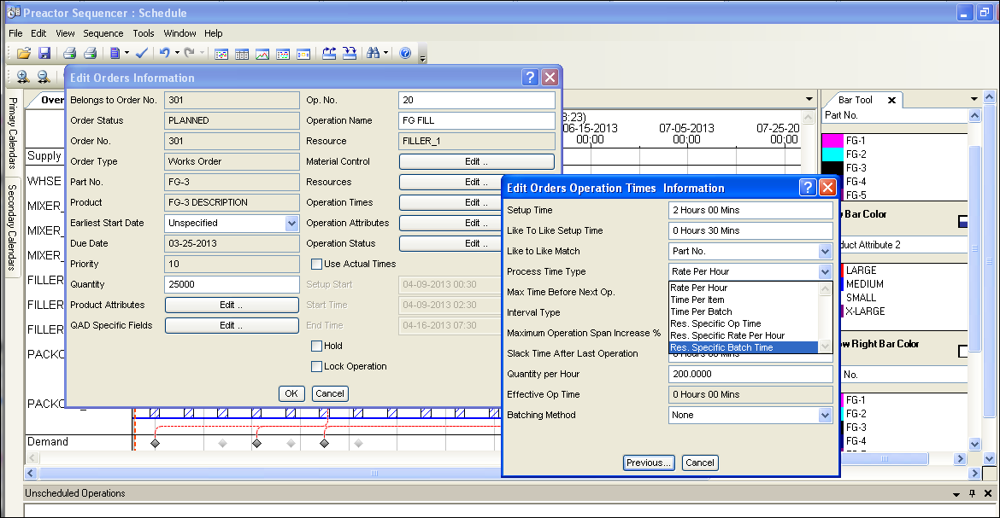 Preactor Sequencer : Schedule
File Edit View Sequence Tools Window Help
Primary Calendars
Secondary Calendars
Over
Supply
WHSE
MIXER_
MIXER_
MIXER_
FILLER
FILLER
FILLER
PACKO
PACKO
Demand
8:23)
06-15-2013 07-05-2013 07-25-20
00:00 00:00 00:00
Edit Orders Information
Belongs to Order No. 301 Op. No. 20
Order Status PLANNED Operation Name FG FILL
Order No. 301 Resource FILLER_1
Order Type Works Order Material Control Edit ..
Part No. FG-3 Resources Edit ..
Product FG-3 DESCRIPTION Operation Times Edit ..
Earliest Start Date Unspecified Operation Attributes Edit ..
Due Date 03-25-2013 Operation Status Edit ..
Priority 10 Use Actual Times
Quantity 25000 Setup Start 04-09-2013 00:30
Product Attributes Edit .. Start Time 04-09-2013 02:30
QAD Specific Fields Edit .. End Time 04-16-2013 07:30
Hold
Lock Operation
OK Cancel
Edit Orders Operation Times Information
Setup Time 2 Hours 00 Mins
Like To Like Setup Time 0 Hours 30 Mins
Like to Like Match Part No.
Process Time Type Rate Per Hour
Max Time Before Next Op.
Interval Type
Maximum Operation Span Increase %
Slack Time After Last Operation 0 Hours 00 Mins
Rate Per Hour
Time Per Item
Time Per Batch
Res. Specific Op Time
Res. Specific Rate Per Hour
Res. Specific Batch Time
Quantity per Hour 200.0000
Effective Op Time 0 Hours 00 Mins
Batching Method None
Previous... Cancel
Bar Tool
Part No.
FG-1
FG-2
FG-3
FG-4
FG-5
w Bar Color
duct Attribute 2
LARGE
MEDIUM
SMALL
X-LARGE
ow Right Bar Color
No.
FG-1
FG-2
FG-3
FG-4
Unscheduled Operations